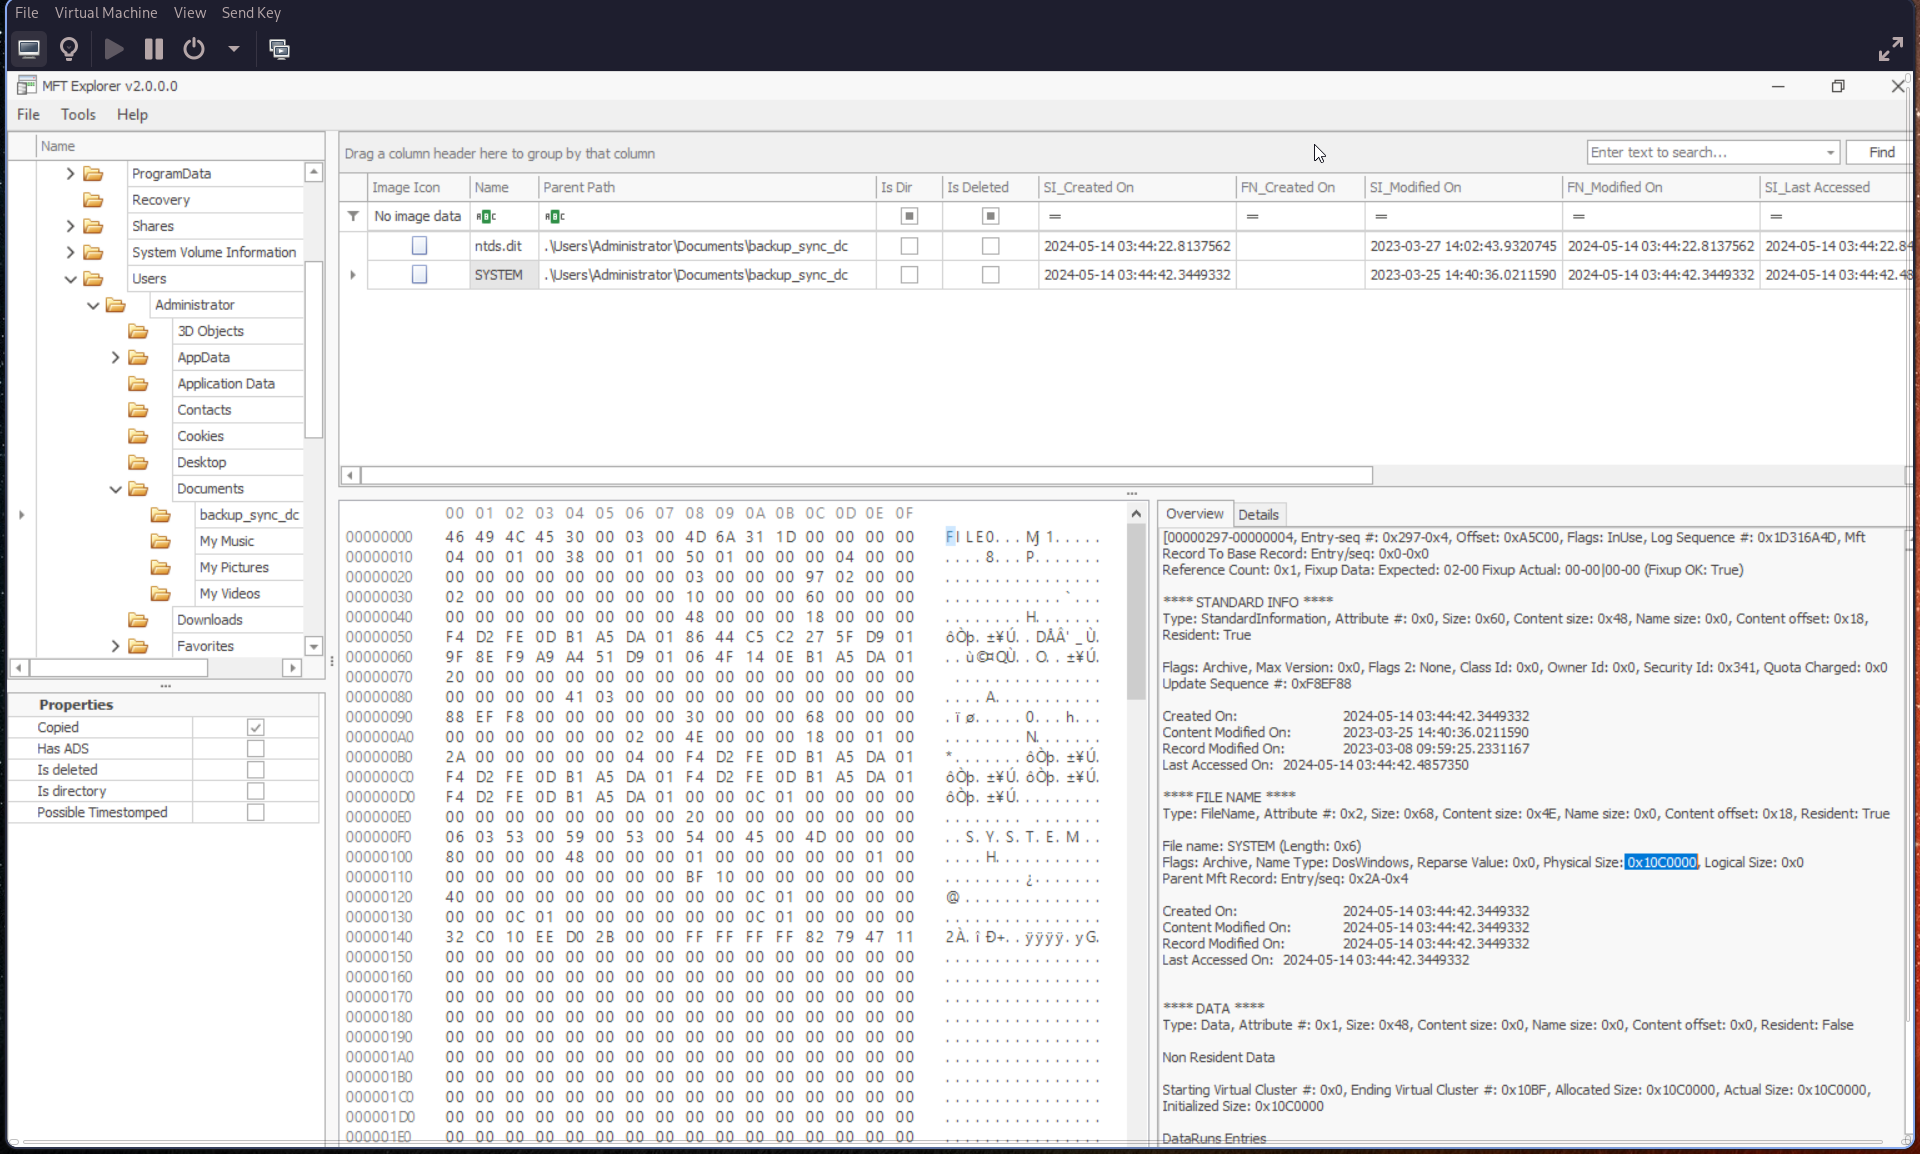 File Virtual Machine View Send Key
MFT Explorer v2.0.0.0
File Tools Help
Name
ProgramData
Recovery
Shares
System Volume Information
Users
Administrator
3D Objects
AppData
Application Data
Contacts
Cookies
Desktop
Documents
backup_sync_dc
My Music
My Pictures
My Videos
Downloads
Favorites
Properties
Copied
Has ADS
Is deleted
Is directory
Possible Timestomped
Drag a column header here to group by that column
Enter text to search... Find
Image Icon Name Parent Path Is Dir Is Deleted SI_Created On FN_Created On SI_Modified On FN_Modified On SI_Last Accessed
No image data = = = = =
ntds.dit .\Users\Administrator\Documents\backup_sync_dc 2024-05-14 03:44:22.8137562 2023-03-27 14:02:43.9320745 2024-05-14 03:44:22.8137562 2024-05-14 03:44:22.84
SYSTEM .\Users\Administrator\Documents\backup_sync_dc 2024-05-14 03:44:42.3449332 2023-03-25 14:40:36.0211590 2024-05-14 03:44:42.3449332 2024-05-14 03:44:42.48
00 01 02 03 04 05 06 07 08 09 0A 0B 0C 0D 0E 0F
00000000 46 49 4C 45 30 00 03 00 4D 6A 31 1D 00 00 00 00 FILE0...Mj1.....
00000010 04 00 01 00 38 00 01 00 50 01 00 00 00 04 00 00 ....8...P.......
00000020 00 00 00 00 00 00 00 00 03 00 00 00 97 02 00 00 ................
00000030 02 00 00 00 00 00 00 00 10 00 00 00 60 00 00 00 ............`...
00000040 00 00 00 00 00 00 00 00 48 00 00 00 18 00 00 00 ........H.......
00000050 F4 D2 FE 0D B1 A5 DA 01 86 44 C5 C2 27 5F D9 01 ôÒþ.±¥Ú..DÅÂ'_Ù.
00000060 9F 8E F9 A9 A4 51 D9 01 06 4F 14 0E B1 A5 DA 01 ..ù©¤QÙ..O..±¥Ú.
00000070 20 00 00 00 00 00 00 00 00 00 00 00 00 00 00 00 ...............
00000080 00 00 00 00 41 03 00 00 00 00 00 00 00 00 00 00 ....A...........
00000090 88 EF F8 00 00 00 00 00 30 00 00 00 68 00 00 00 .ïø.....0...h...
000000A0 00 00 00 00 00 00 02 00 4E 00 00 00 18 00 01 00 ........N.......
000000B0 2A 00 00 00 00 00 04 00 F4 D2 FE 0D B1 A5 DA 01 *.......ôÒþ.±¥Ú.
000000C0 F4 D2 FE 0D B1 A5 DA 01 F4 D2 FE 0D B1 A5 DA 01 ôÒþ.±¥Ú.ôÒþ.±¥Ú.
000000D0 F4 D2 FE 0D B1 A5 DA 01 00 00 0C 01 00 00 00 00 ôÒþ.±¥Ú.........
000000E0 00 00 00 00 00 00 00 00 20 00 00 00 00 00 00 00 ........ .......
000000F0 06 03 53 00 59 00 53 00 54 00 45 00 4D 00 00 00 ..S.Y.S.T.E.M...
00000100 80 00 00 00 48 00 00 00 01 00 00 00 00 00 01 00 ....H...........
00000110 00 00 00 00 00 00 00 00 BF 10 00 00 00 00 00 00 ........¿.......
00000120 40 00 00 00 00 00 00 00 00 00 0C 01 00 00 00 00 @...............
00000130 00 00 0C 01 00 00 00 00 00 00 0C 01 00 00 00 00 ................
00000140 32 C0 10 EE D0 2B 00 00 FF FF FF FF 82 79 47 11 2À.îÐ+..ÿÿÿÿ.yG.
00000150 00 00 00 00 00 00 00 00 00 00 00 00 00 00 00 00 ................
00000160 00 00 00 00 00 00 00 00 00 00 00 00 00 00 00 00 ................
00000170 00 00 00 00 00 00 00 00 00 00 00 00 00 00 00 00 ................
00000180 00 00 00 00 00 00 00 00 00 00 00 00 00 00 00 00 ................
00000190 00 00 00 00 00 00 00 00 00 00 00 00 00 00 00 00 ................
000001A0 00 00 00 00 00 00 00 00 00 00 00 00 00 00 00 00 ................
000001B0 00 00 00 00 00 00 00 00 00 00 00 00 00 00 00 00 ................
000001C0 00 00 00 00 00 00 00 00 00 00 00 00 00 00 00 00 ................
000001D0 00 00 00 00 00 00 00 00 00 00 00 00 00 00 00 00 ................
000001E0 00 00 00 00 00 00 00 00 00 00 00 00 00 00 00 00 ................
Overview Details
[00000297-00000004, Entry-seq #: 0x297-0x4, Offset: 0xA5C00, Flags: InUse, Log Sequence #: 0x1D316A4D, Mft
Record To Base Record: Entry/seq: 0x0-0x0
Reference Count: 0x1, Fixup Data: Expected: 02-00 Fixup Actual: 00-00|00-00 (Fixup OK: True)
**** STANDARD INFO ****
Type: StandardInformation, Attribute #: 0x0, Size: 0x60, Content size: 0x48, Name size: 0x0, Content offset: 0x18,
Resident: True
Flags: Archive, Max Version: 0x0, Flags 2: None, Class Id: 0x0, Owner Id: 0x0, Security Id: 0x341, Quota Charged: 0x0
Update Sequence #: 0xF8EF88
Created On: 2024-05-14 03:44:42.3449332
Content Modified On: 2023-03-25 14:40:36.0211590
Record Modified On: 2023-03-08 09:59:25.2331167
Last Accessed On: 2024-05-14 03:44:42.4857350
**** FILE NAME ****
Type: FileName, Attribute #: 0x2, Size: 0x68, Content size: 0x4E, Name size: 0x0, Content offset: 0x18, Resident: True
File name: SYSTEM (Length: 0x6)
Flags: Archive, Name Type: DosWindows, Reparse Value: 0x0, Physical Size: 0x10C0000, Logical Size: 0x0
Parent Mft Record: Entry/seq: 0x2A-0x4
Created On: 2024-05-14 03:44:42.3449332
Content Modified On: 2024-05-14 03:44:42.3449332
Record Modified On: 2024-05-14 03:44:42.3449332
Last Accessed On: 2024-05-14 03:44:42.3449332
**** DATA ****
Type: Data, Attribute #: 0x1, Size: 0x48, Content size: 0x0, Name size: 0x0, Content offset: 0x0, Resident: False
Non Resident Data
Starting Virtual Cluster #: 0x0, Ending Virtual Cluster #: 0x10BF, Allocated Size: 0x10C0000, Actual Size: 0x10C0000,
Initialized Size: 0x10C0000
DataRuns Entries